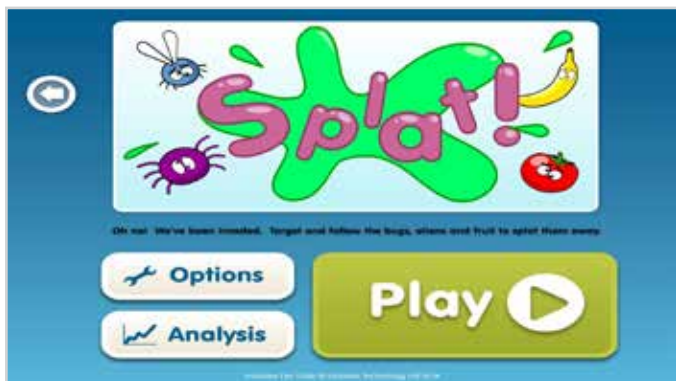 Splat!
Oh no! We've been invaded. Target and follow the bugs, aliens and fruit to splat them away.
Options
Play
Analysis